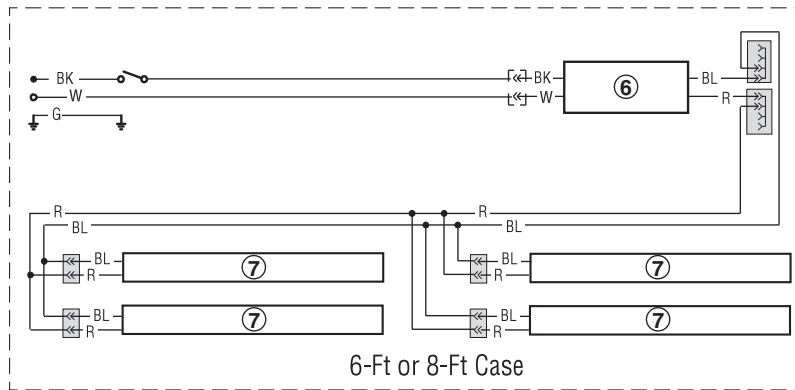 BK BK 6 BL
W W R
G
R R
BL BL
BL 7 BL 7
R R
BL 7 BL 7
R R
6-Ft or 8-Ft Case